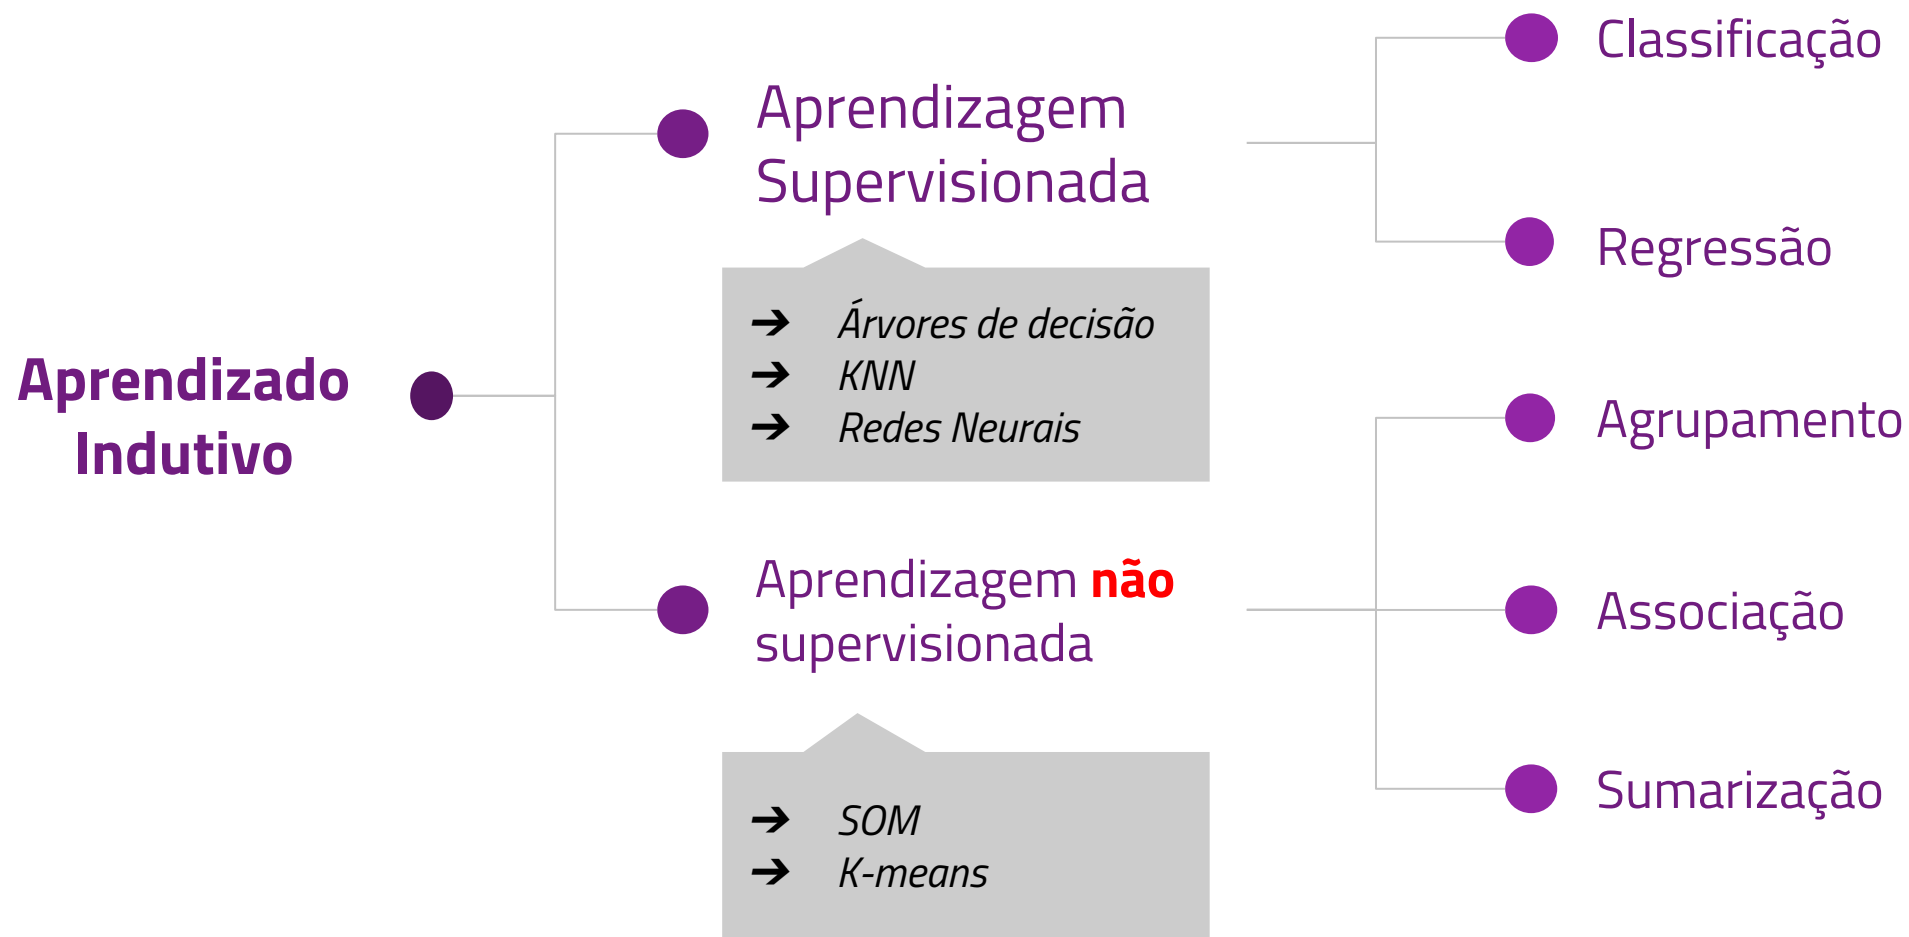 Aprendizado
Indutivo
Aprendizagem
Supervisionada
➔ Árvores de decisão
➔ KNN
➔ Redes Neurais
Aprendizagem não
supervisionada
➔ SOM
➔ K-means
Classificação
Regressão
Agrupamento
Associação
Sumarização